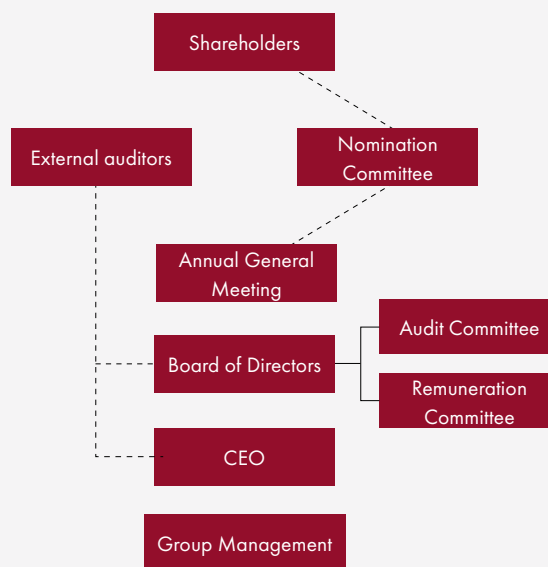 Shareholders
External auditors
Nomination
Committee
Annual General
Meeting
Board of Directors
Audit Committee
Remuneration
Committee
CEO
Group Management